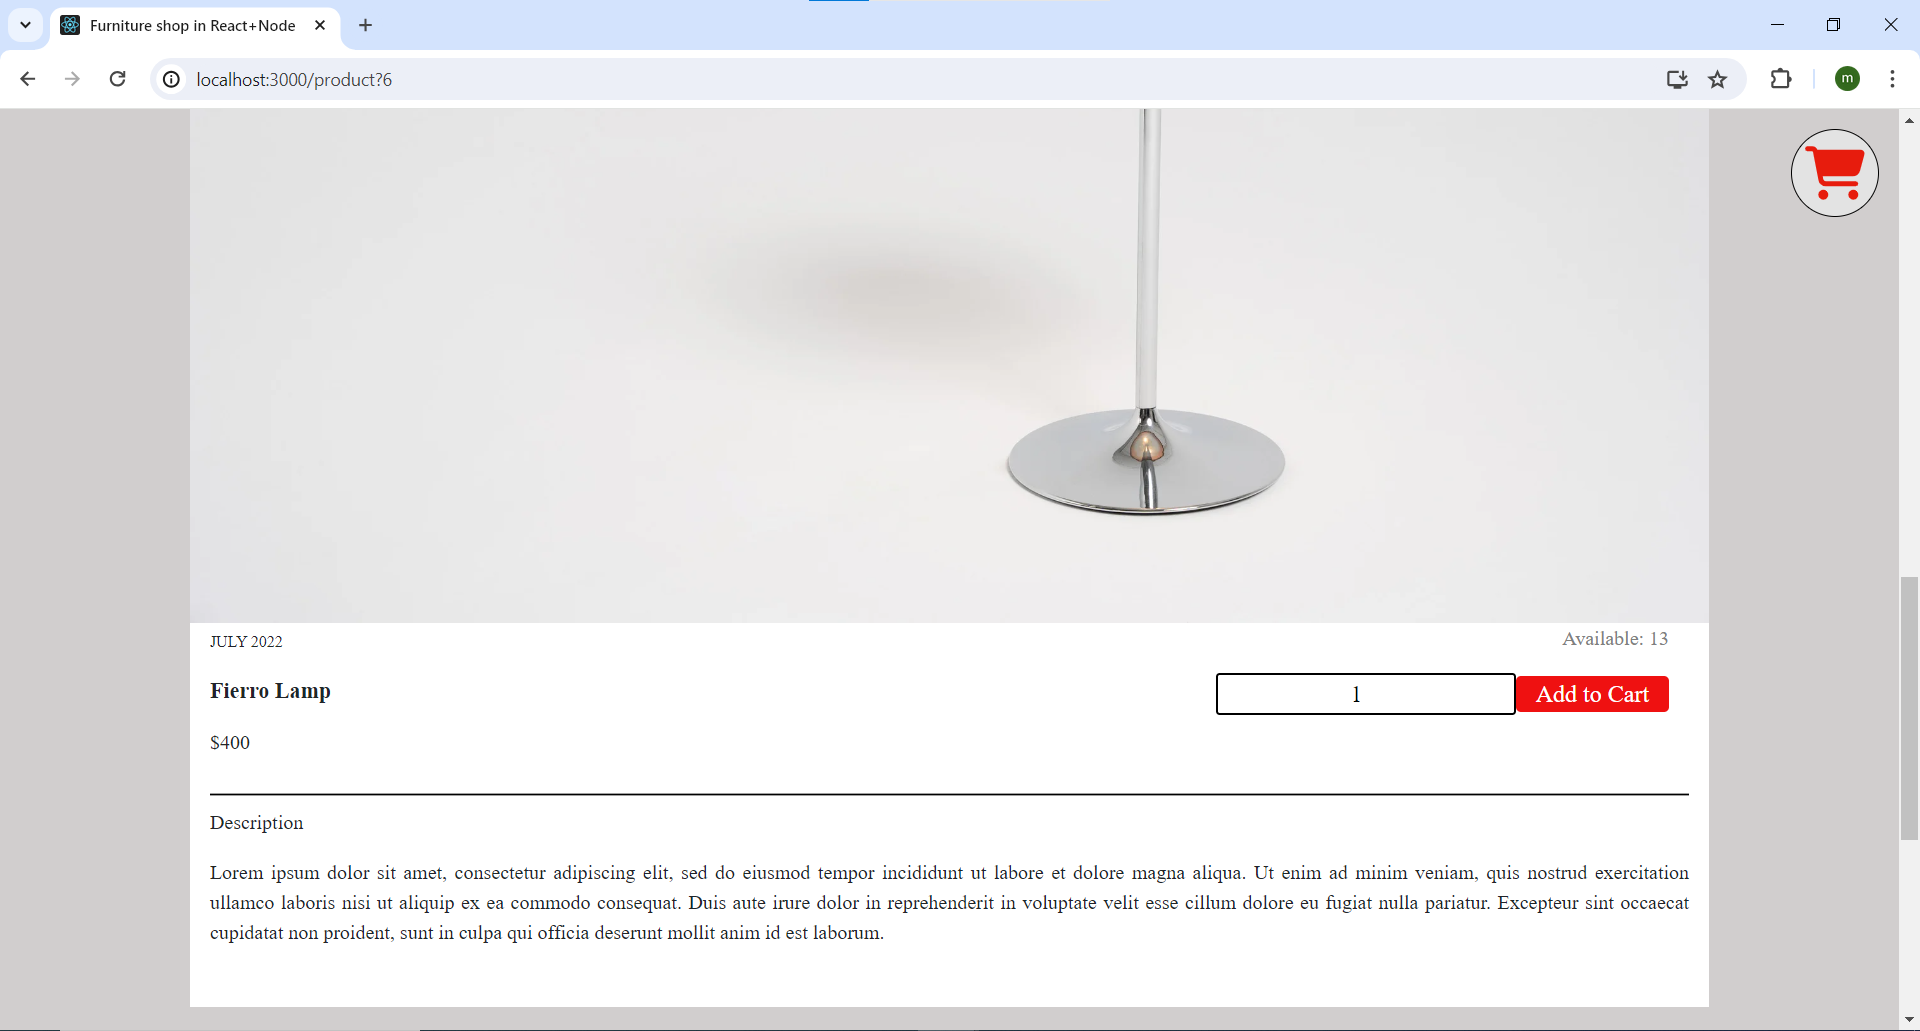 Furniture shop in React+Node
localhost:3000/product?6
m
JULY 2022
Available: 13
Fierro Lamp
1
Add to Cart
$400
Description
Lorem ipsum dolor sit amet, consectetur adipiscing elit, sed do eiusmod tempor incididunt ut labore et dolore magna aliqua. Ut enim ad minim veniam, quis nostrud exercitation
ullamco laboris nisi ut aliquip ex ea commodo consequat. Duis aute irure dolor in reprehenderit in voluptate velit esse cillum dolore eu fugiat nulla pariatur. Excepteur sint occaecat
cupidatat non proident, sunt in culpa qui officia deserunt mollit anim id est laborum.